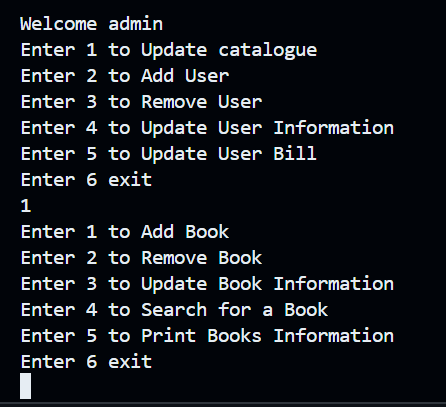 Welcome admin
Enter 1 to Update catalogue
Enter 2 to Add User
Enter 3 to Remove User
Enter 4 to Update User Information
Enter 5 to Update User Bill
Enter 6 exit
1
Enter 1 to Add Book
Enter 2 to Remove Book
Enter 3 to Update Book Information
Enter 4 to Search for a Book
Enter 5 to Print Books Information
Enter 6 exit